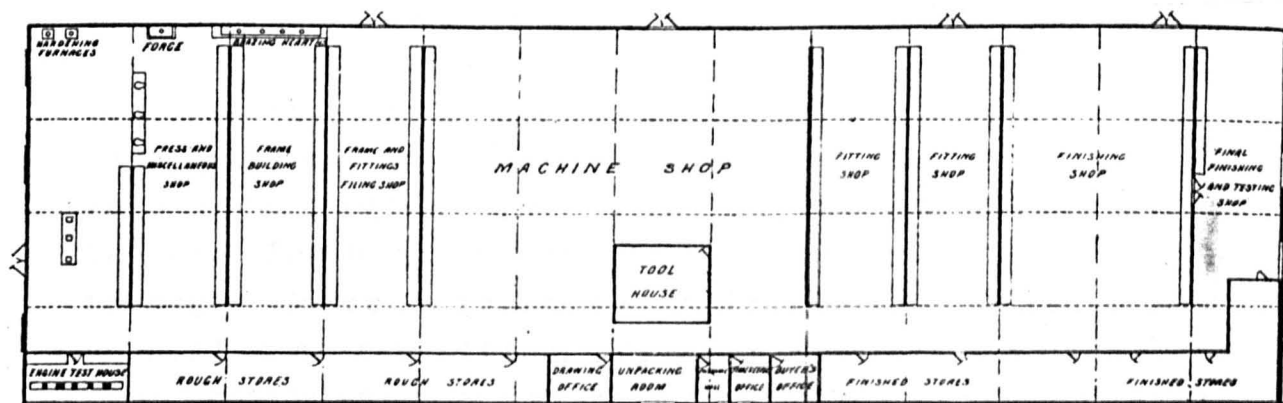 HARDENING
FURNACES
FORGE
BRAZING HEARTHS
PRESS AND
MISCELLANEOUS
SHOP
FRAME
BUILDING
SHOP
FRAME AND
FITTINGS
FILING SHOP
MACHINE SHOP
TOOL
HOUSE
FITTING
SHOP
FITTING
SHOP
FINISHING
SHOP
FINAL
FINISHING
AND TESTING
SHOP
ENGINE TEST HOUSE
ROUGH STORES
ROUGH STORES
DRAWING
OFFICE
UNPACKING
ROOM
OFFICE
BUYER'S
OFFICE
FINISHED STORES
FINISHED STORES